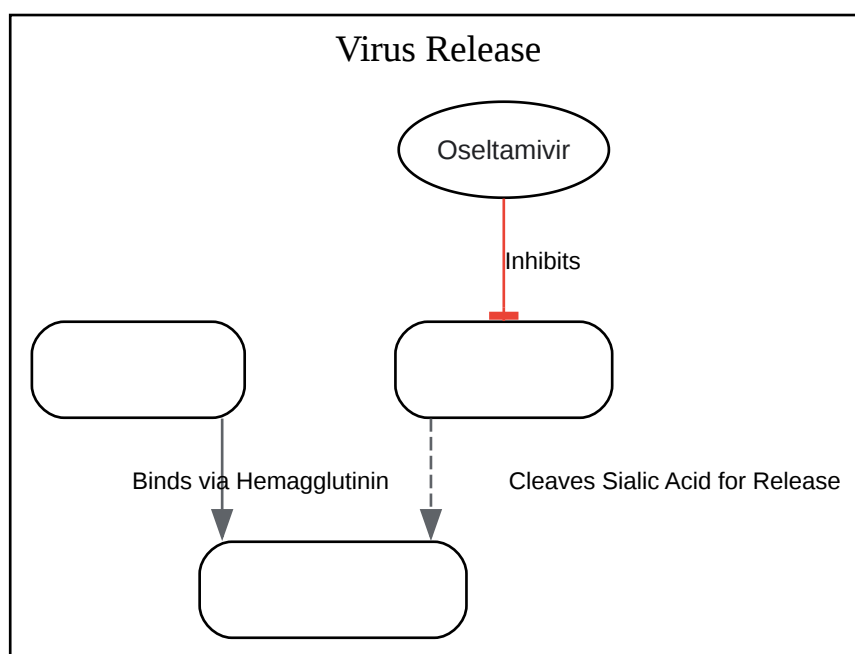 Virus Release
Oseltamivir
Inhibits
Binds via Hemagglutinin
Cleaves Sialic Acid for Release